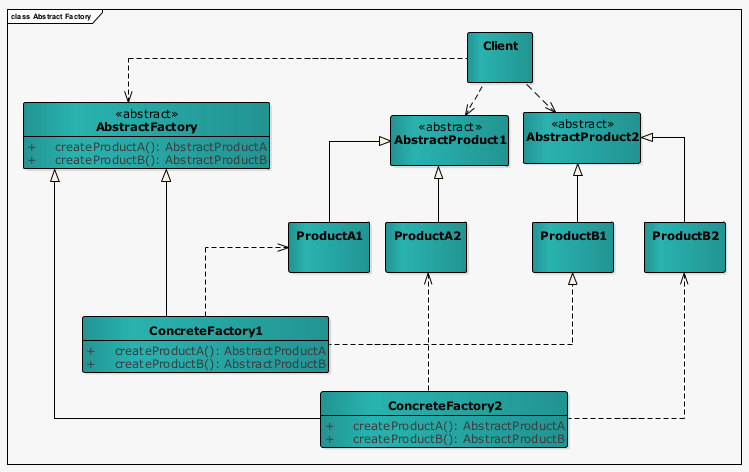 class Abstract Factory
Client
«abstract»
AbstractFactory
+ createProductA(): AbstractProductA
+ createProductB(): AbstractProductB
«abstract»
AbstractProduct1
«abstract»
AbstractProduct2
ProductA1
ProductA2
ProductB1
ProductB2
ConcreteFactory1
+ createProductA(): AbstractProductA
+ createProductB(): AbstractProductB
ConcreteFactory2
+ createProductA(): AbstractProductA
+ createProductB(): AbstractProductB